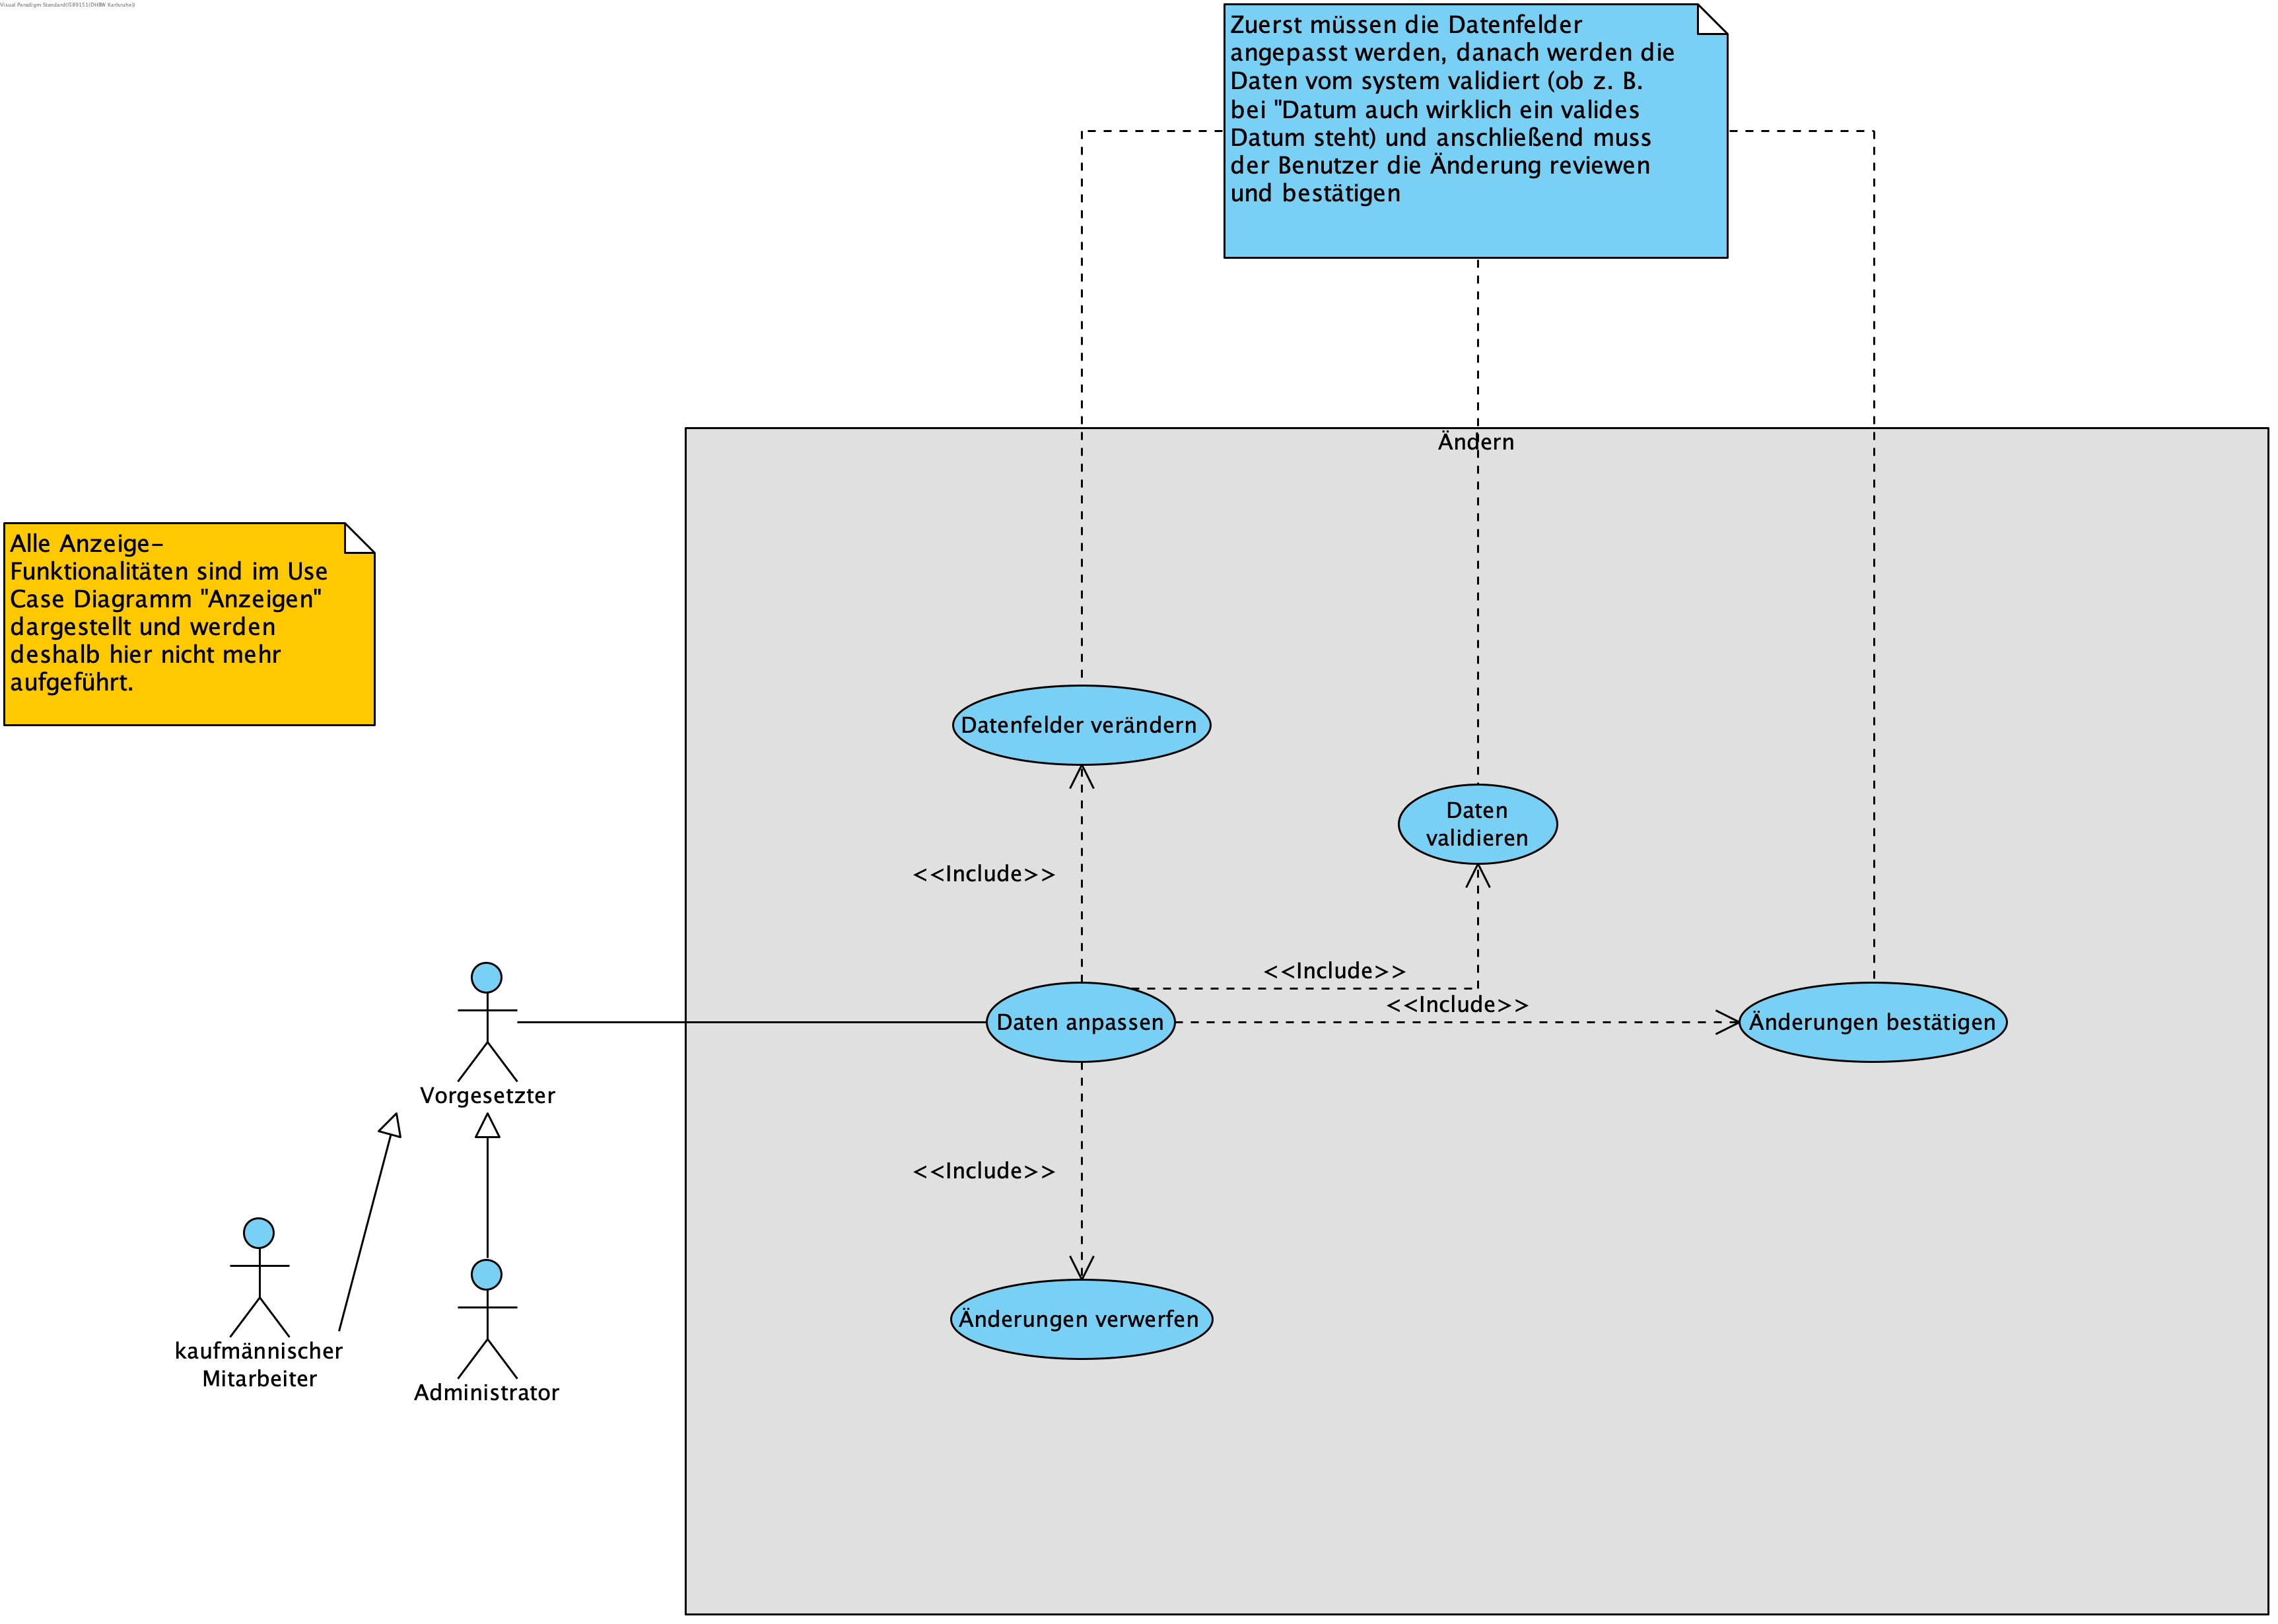 Visual Paradigm Standard(IS89151(DHBW Karlsruhe))
Zuerst müssen die Datenfelder
angepasst werden, danach werden die
Daten vom system validiert (ob z. B.
bei "Datum auch wirklich ein valides
Datum steht) und anschließend muss
der Benutzer die Änderung reviewen
und bestätigen
Ändern
Alle Anzeige-
Funktionalitäten sind im Use
Case Diagramm "Anzeigen"
dargestellt und werden
deshalb hier nicht mehr
aufgeführt.
Datenfelder verändern
Daten
validieren
<<Include>>
<<Include>>
<<Include>>
Daten anpassen
Änderungen bestätigen
Vorgesetzter
<<Include>>
Änderungen verwerfen
kaufmännischer
Mitarbeiter
Administrator